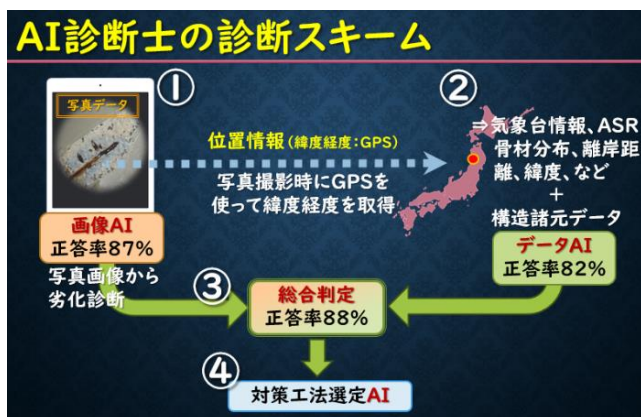 AI診断士の診断スキーム
①
写真データ
画像AI
正答率87%
写真画像から
劣化診断
位置情報(緯度経度:GPS)
写真撮影時にGPSを
使って緯度経度を取得
②
⇒気象台情報、ASR
骨材分布、離岸距
離、緯度、など
+
構造諸元データ
データAI
正答率82%
③
総合判定
正答率88%
④
対策工法選定AI